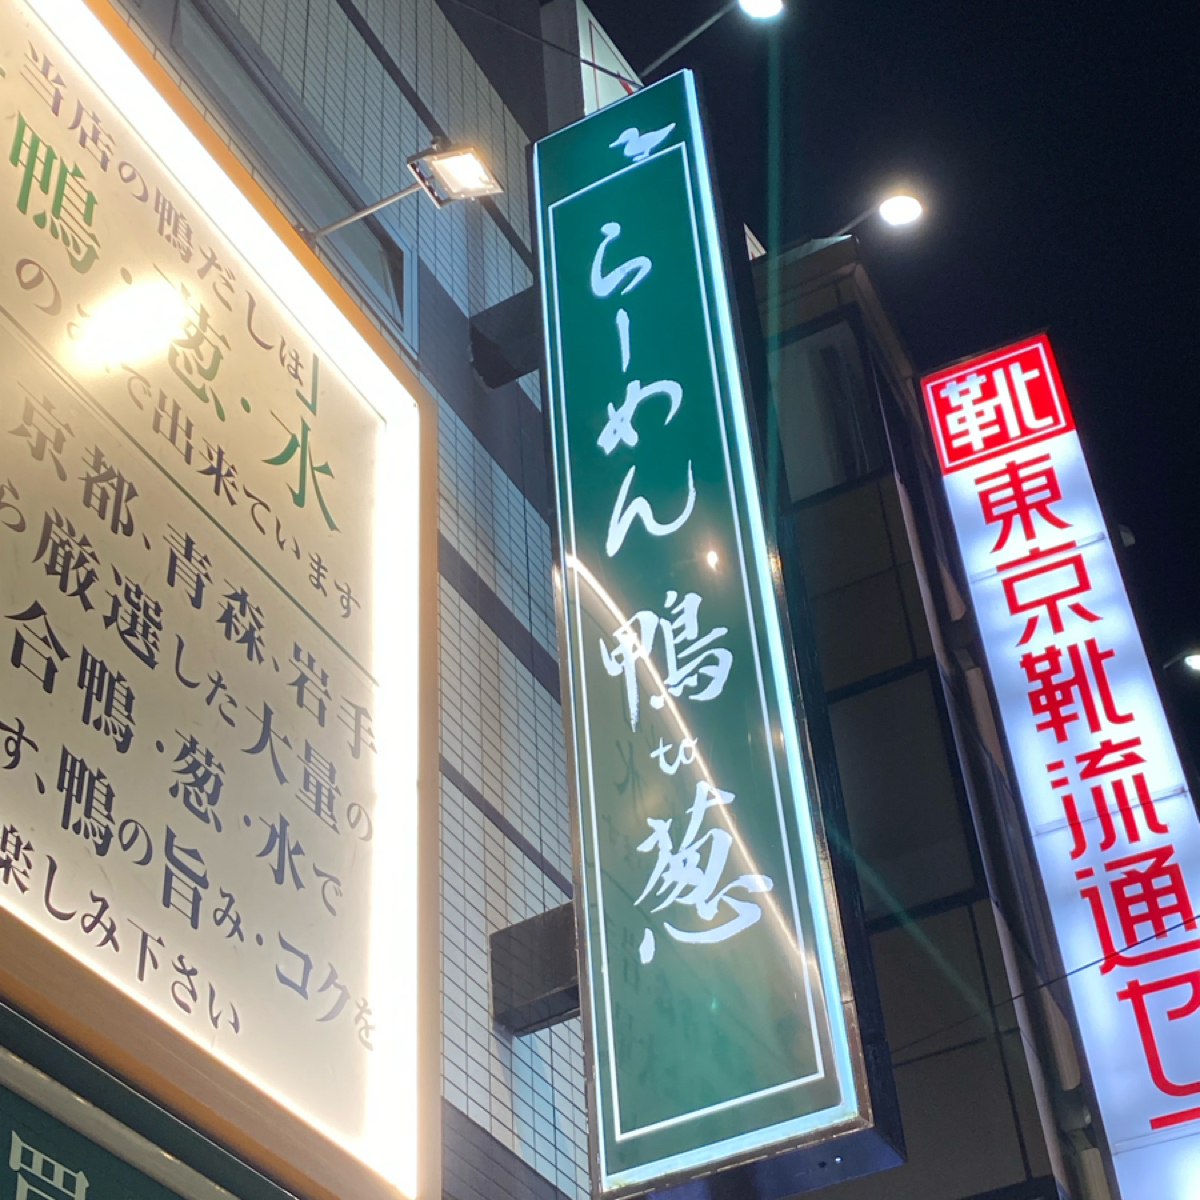 当店の鴨だしは」
鴨・葱・水
のみで出来ています
京都、青森、岩手
ら厳選した大量の
合鴨・葱・水で
す、鴨の旨み・コクを
楽しみ下さい
買
らーめん 鴨 to 葱
靴
東京靴流通セ